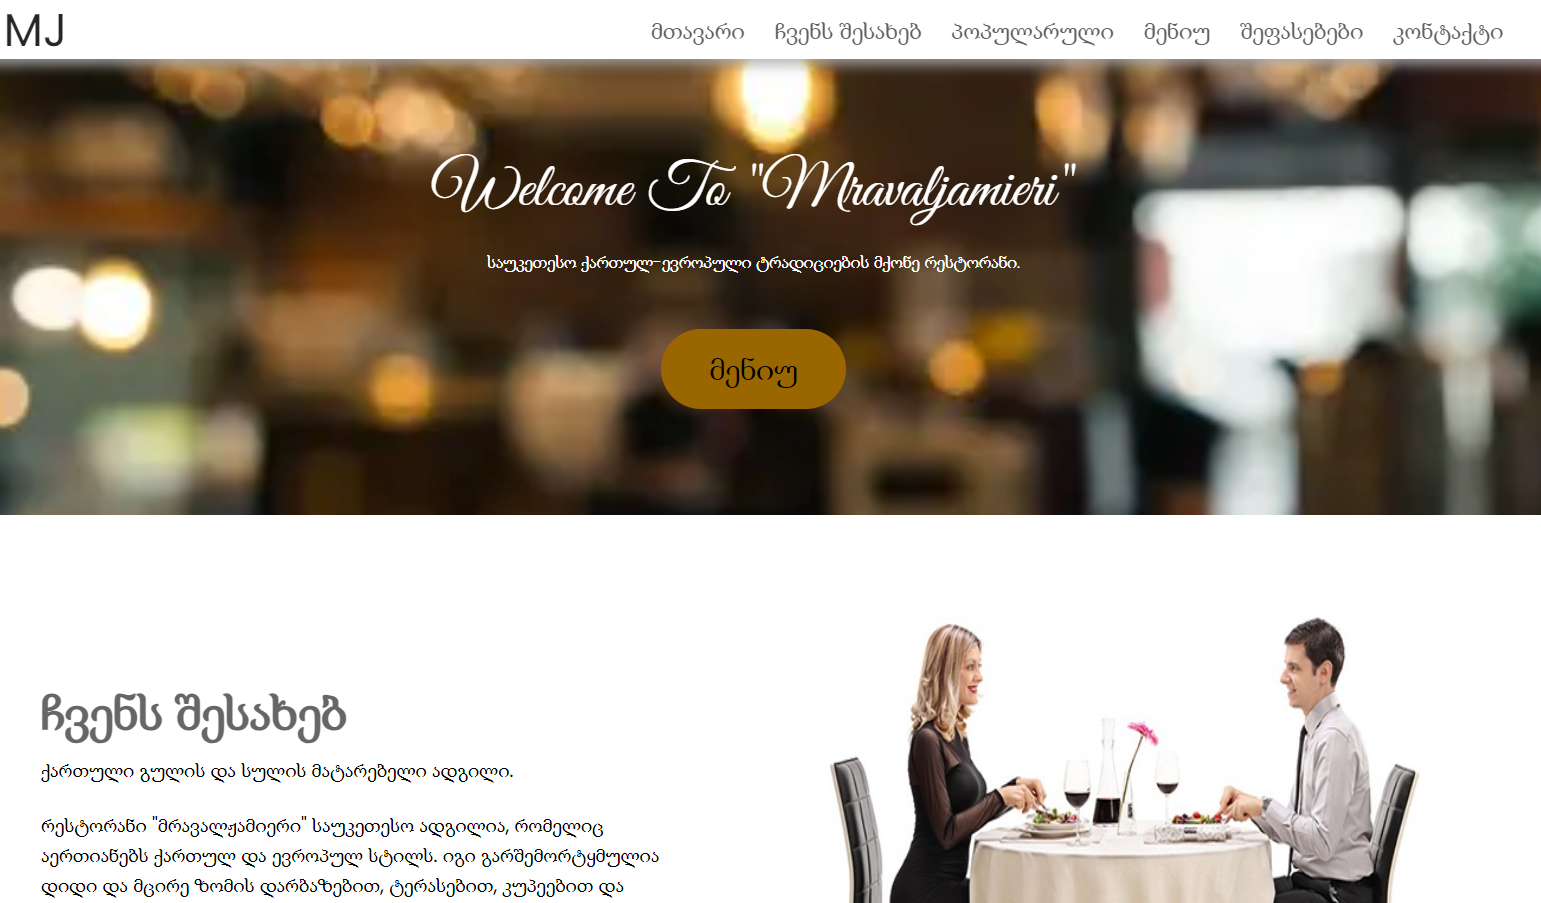 MJ
მთავარი ჩვენს შესახებ პოპულარული მენიუ შეფასებები კონტაქტი
Welcome To "Mravaljamieri"
საუკეთესო ქართულ-ევროპული ტრადიციების მქონე რესტორანი.
მენიუ
ჩვენს შესახებ
ქართული გულის და სულის მატარებელი ადგილი.
რესტორანი "მრავალჟამიერი" საუკეთესო ადგილია, რომელიც
აერთიანებს ქართულ და ევროპულ სტილს. იგი გარშემორტყმულია
დიდი და მცირე ზომის დარბაზებით, ტერასებით, კუპეებით და